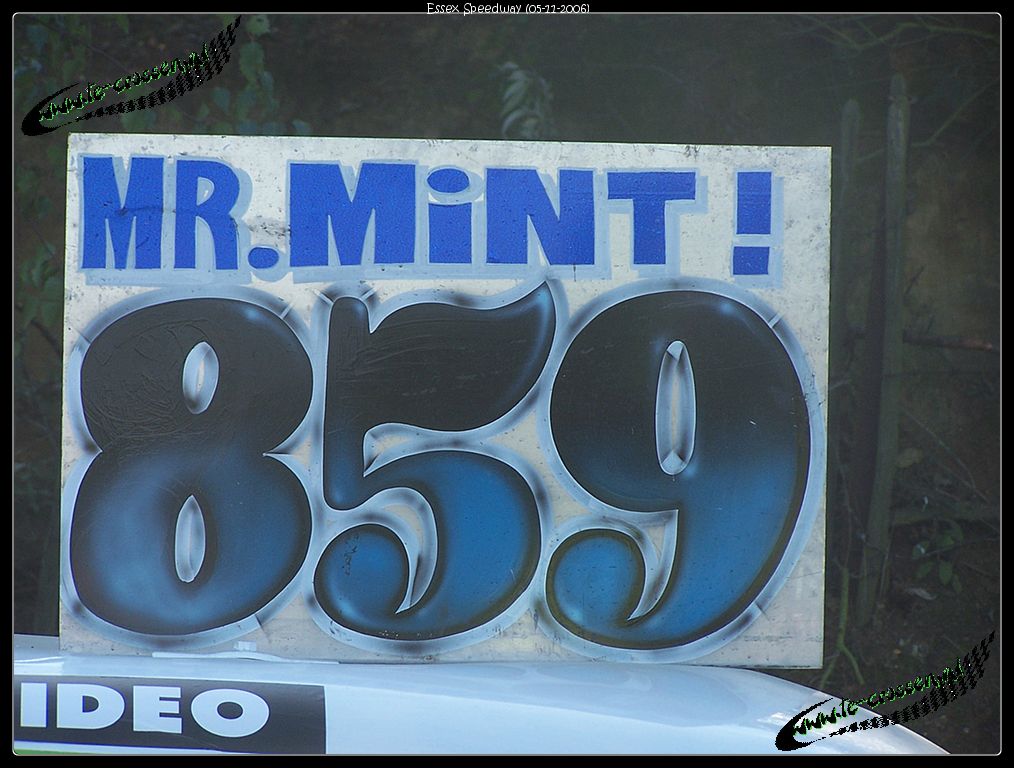 Essex Speedway (05-11-2006)
MR. MiNT !
859
IDEO